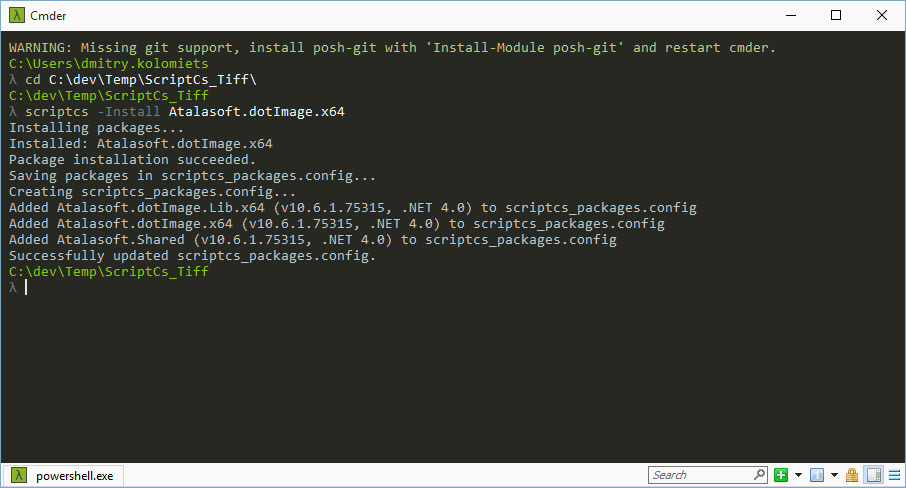 Cmder
WARNING: Missing git support, install posh-git with 'Install-Module posh-git' and restart cmder.
C:\Users\dmitry.kolomiets
λ cd C:\dev\Temp\ScriptCs_Tiff\
C:\dev\Temp\ScriptCs_Tiff
λ scriptcs -Install Atalasoft.dotImage.x64
Installing packages...
Installed: Atalasoft.dotImage.x64
Package installation succeeded.
Saving packages in scriptcs_packages.config...
Creating scriptcs_packages.config...
Added Atalasoft.dotImage.Lib.x64 (v10.6.1.75315, .NET 4.0) to scriptcs_packages.config
Added Atalasoft.dotImage.x64 (v10.6.1.75315, .NET 4.0) to scriptcs_packages.config
Added Atalasoft.Shared (v10.6.1.75315, .NET 4.0) to scriptcs_packages.config
Successfully updated scriptcs_packages.config.
C:\dev\Temp\ScriptCs_Tiff
λ
λ powershell.exe Search